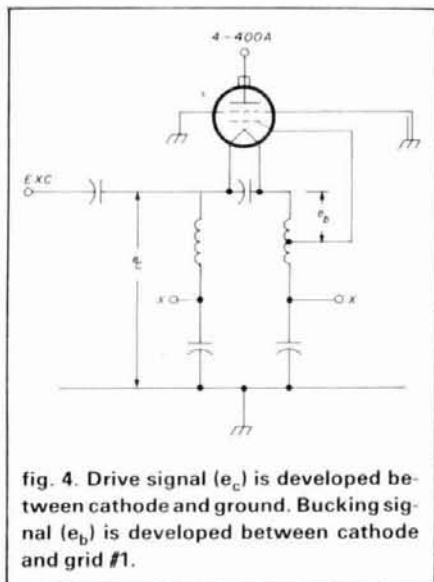 4-400A
EXC
e_c
e_b
x
x
fig. 4. Drive signal (e_c) is developed be-
tween cathode and ground. Bucking sig-
nal (e_b) is developed between cathode
and grid #1.